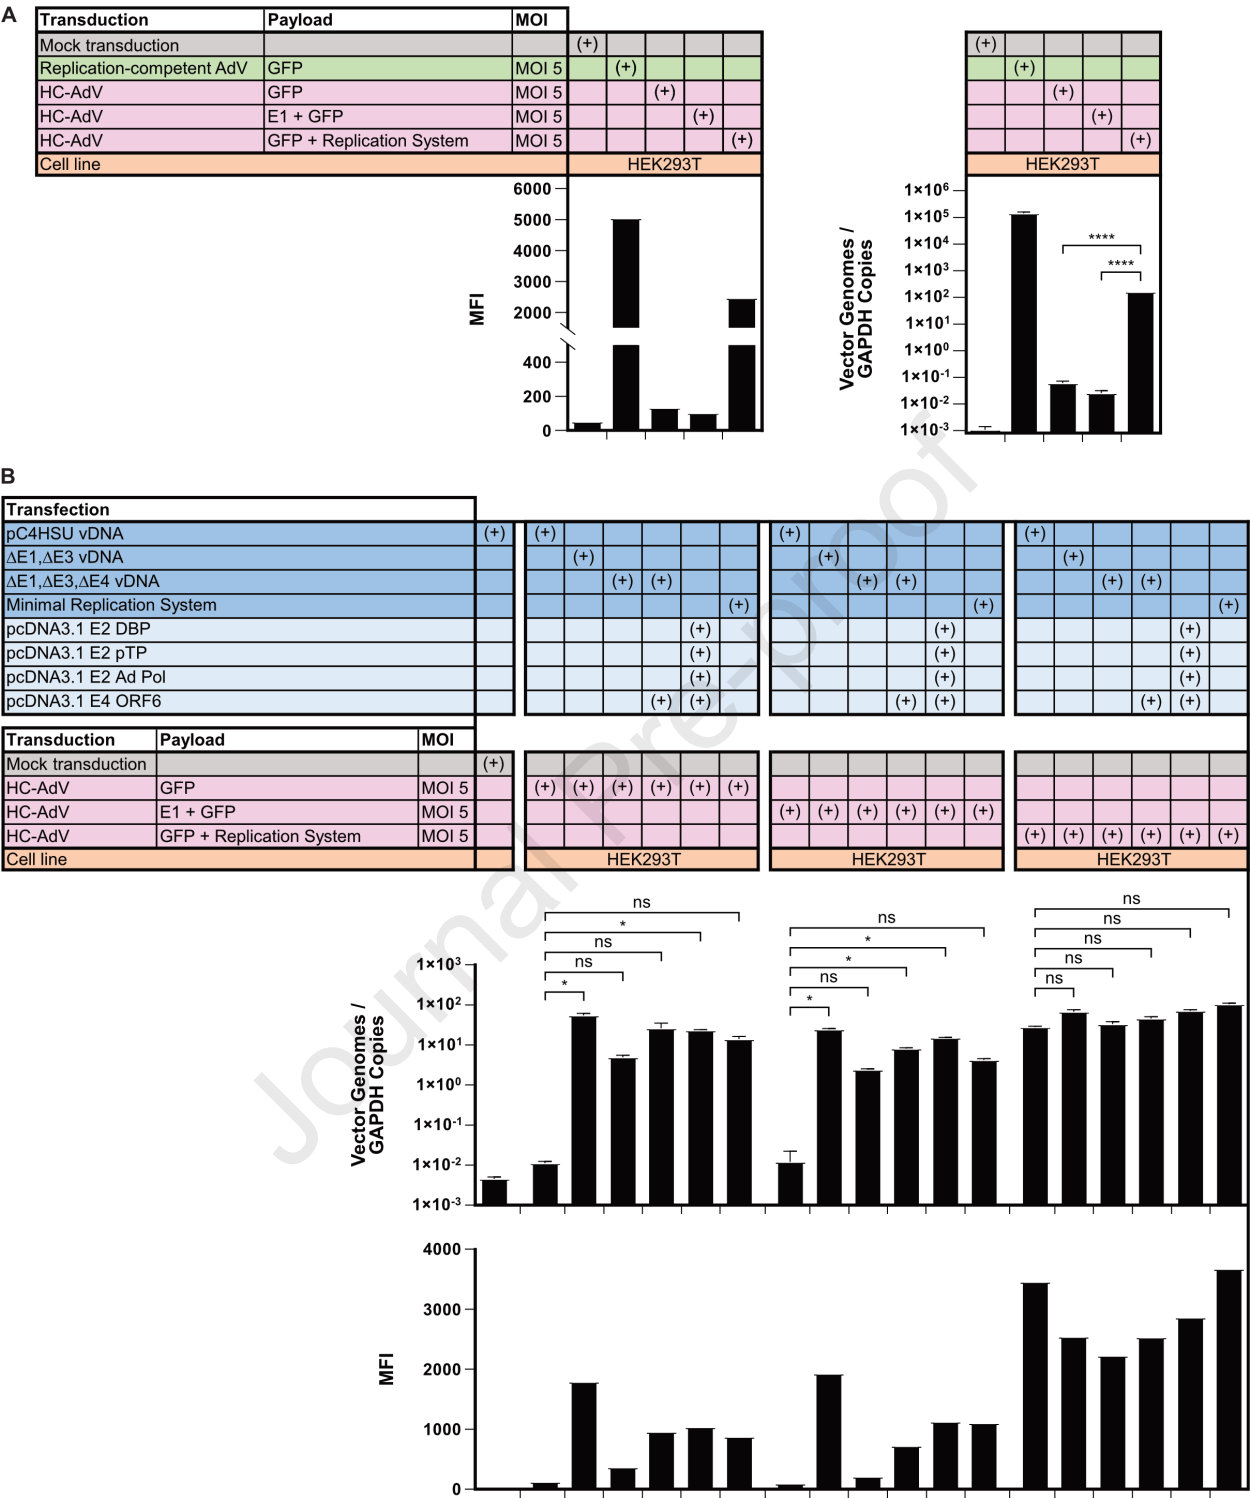 A
Transduction Payload MOI
Mock transduction (+) (+)
Replication-competent AdV GFP MOI 5 (+) (+)
HC-AdV GFP MOI 5 (+) (+)
HC-AdV E1 + GFP MOI 5 (+) (+)
HC-AdV GFP + Replication System MOI 5 (+) (+)
Cell line HEK293T HEK293T
MFI
6000
5000
4000
3000
2000
400
200
0
Vector Genomes /
GAPDH Copies
1×10⁶
1×10⁵
1×10⁴
1×10³
1×10²
1×10¹
1×10⁰
1×10⁻¹
1×10⁻²
1×10⁻³
****
****
B
Transfection
pC4HSU vDNA (+) (+) (+) (+)
ΔE1,ΔE3 vDNA (+) (+) (+)
ΔE1,ΔE3,ΔE4 vDNA (+) (+) (+) (+) (+) (+)
Minimal Replication System (+) (+) (+)
pcDNA3.1 E2 DBP (+) (+) (+)
pcDNA3.1 E2 pTP (+) (+) (+)
pcDNA3.1 E2 Ad Pol (+) (+) (+)
pcDNA3.1 E4 ORF6 (+) (+) (+) (+) (+) (+)
Transduction Payload MOI
Mock transduction (+)
HC-AdV GFP MOI 5 (+) (+) (+) (+) (+) (+)
HC-AdV E1 + GFP MOI 5 (+) (+) (+) (+) (+) (+)
HC-AdV GFP + Replication System MOI 5 (+) (+) (+) (+) (+) (+)
Cell line HEK293T HEK293T HEK293T
Vector Genomes /
GAPDH Copies
1×10³
1×10²
1×10¹
1×10⁰
1×10⁻¹
1×10⁻²
1×10⁻³
ns
*
ns
ns
*
ns
*
*
ns
*
ns
ns
ns
ns
ns
MFI
4000
3000
2000
1000
0
Journal Pre-proof